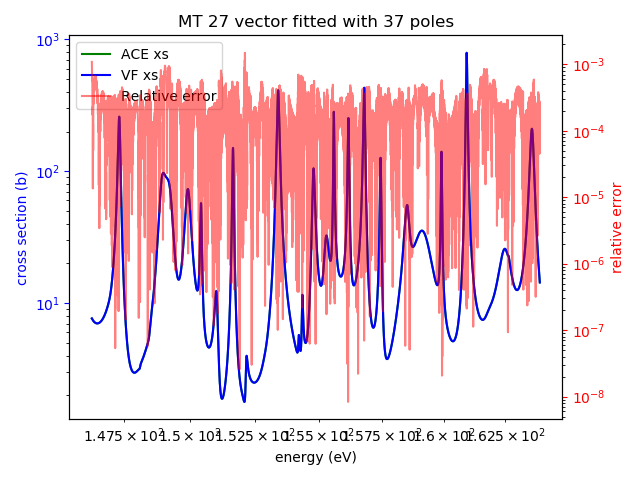 MT 27 vector fitted with 37 poles
ACE xs
VF xs
Relative error
cross section (b)
10³
10²
10¹
relative error
10⁻³
10⁻⁴
10⁻⁵
10⁻⁶
10⁻⁷
10⁻⁸
1.475 × 10² 1.5 × 10² 1.525 × 10² 1.55 × 10² 1.575 × 10² 1.6 × 10² 1.625 × 10²
energy (eV)